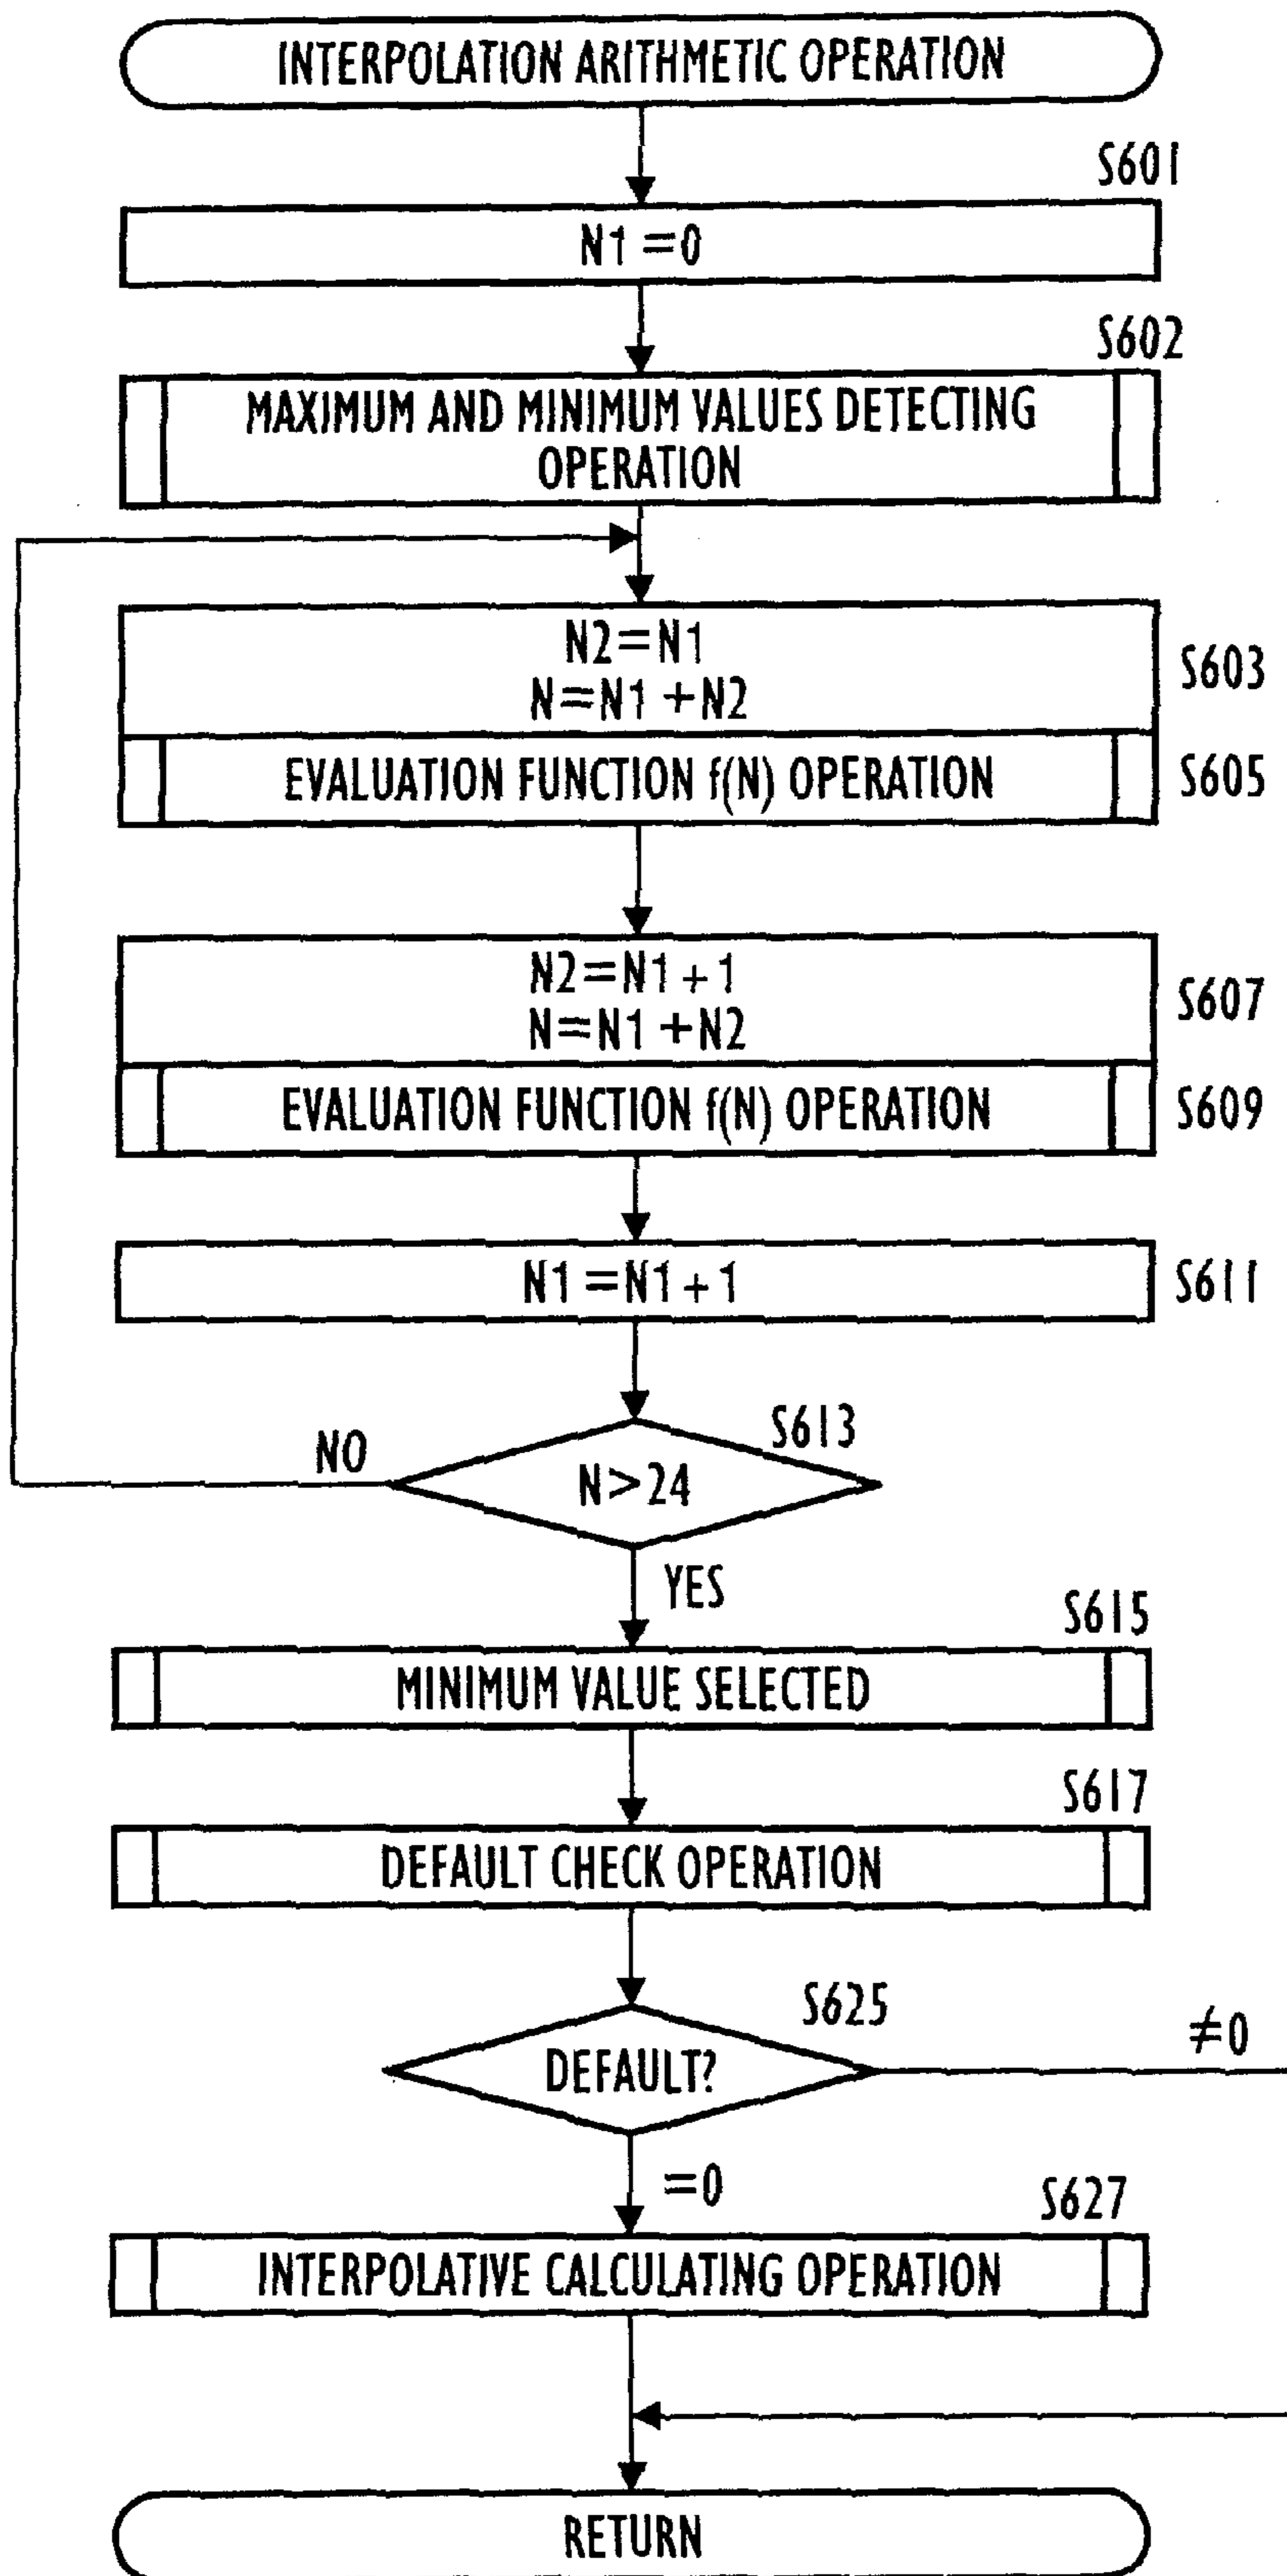 INTERPOLATION ARITHMETIC OPERATION
S601
N1=0
S602
MAXIMUM AND MINIMUM VALUES DETECTING
OPERATION
N2=N1
N=N1+N2
S603
EVALUATION FUNCTION f(N) OPERATION
S605
N2=N1+1
N=N1+N2
S607
EVALUATION FUNCTION f(N) OPERATION
S609
N1=N1+1
S611
S613
NO
N>24
YES
S615
MINIMUM VALUE SELECTED
S617
DEFAULT CHECK OPERATION
S625
≠0
DEFAULT?
=0
S627
INTERPOLATIVE CALCULATING OPERATION
RETURN